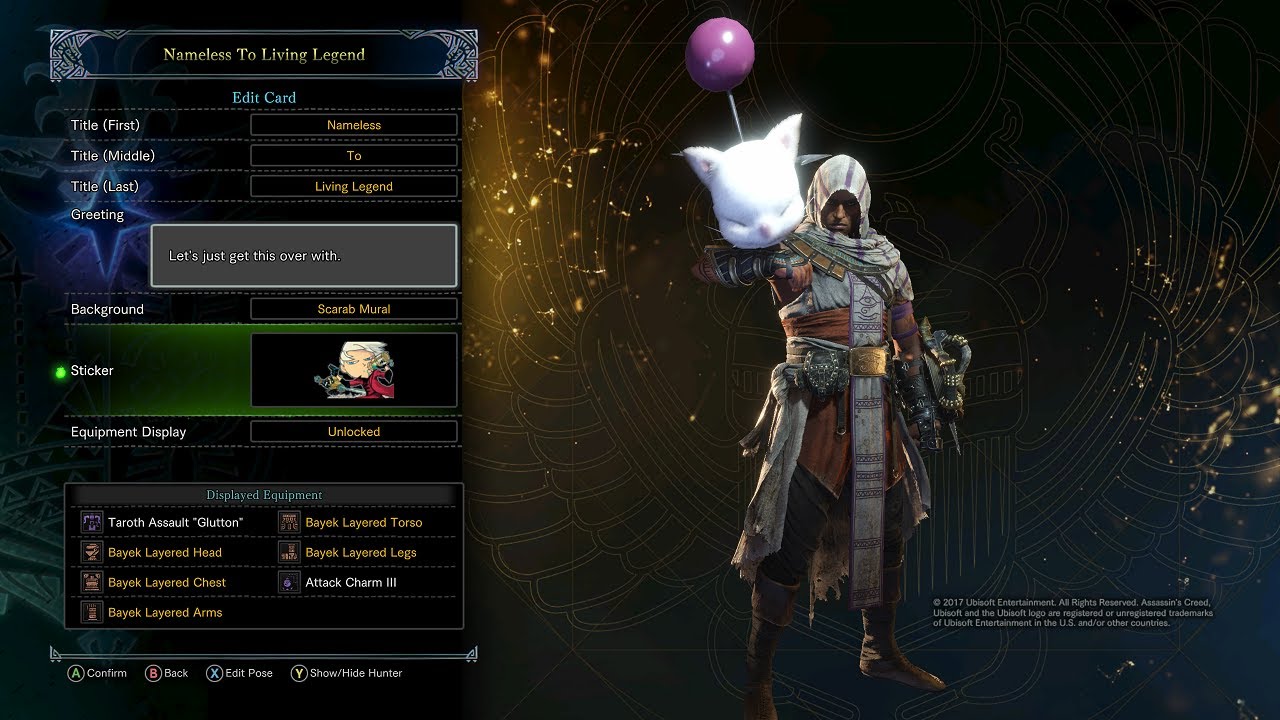 Nameless To Living Legend
Edit Card
Title (First) Nameless
Title (Middle) To
Title (Last) Living Legend
Greeting
Let's just get this over with.
Background Scarab Mural
Sticker
Equipment Display Unlocked
Displayed Equipment
Taroth Assault "Glutton" Bayek Layered Torso
Bayek Layered Head Bayek Layered Legs
Bayek Layered Chest Attack Charm III
Bayek Layered Arms
A Confirm B Back X Edit Pose Y Show/Hide Hunter
© 2017 Ubisoft Entertainment. All Rights Reserved. Assassin's Creed,
Ubisoft and the Ubisoft logo are registered or unregistered trademarks
of Ubisoft Entertainment in the U.S. and/or other countries.